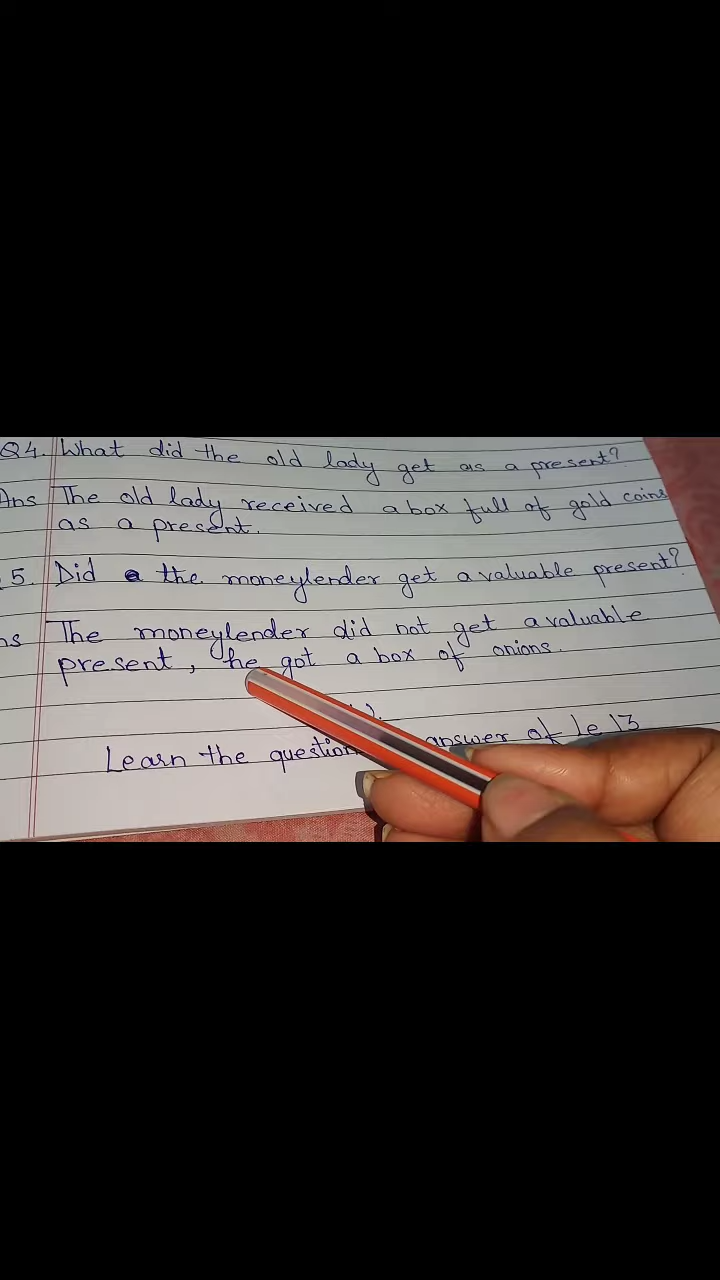 Q4. What did the old lady get as a present?
Ans The old lady received a box full of gold coins
as a present.
5. Did the moneylender get a valuable present?
ns The moneylender did not get a valuable
present, he got a box of onions.
Learn the question answer of le 13